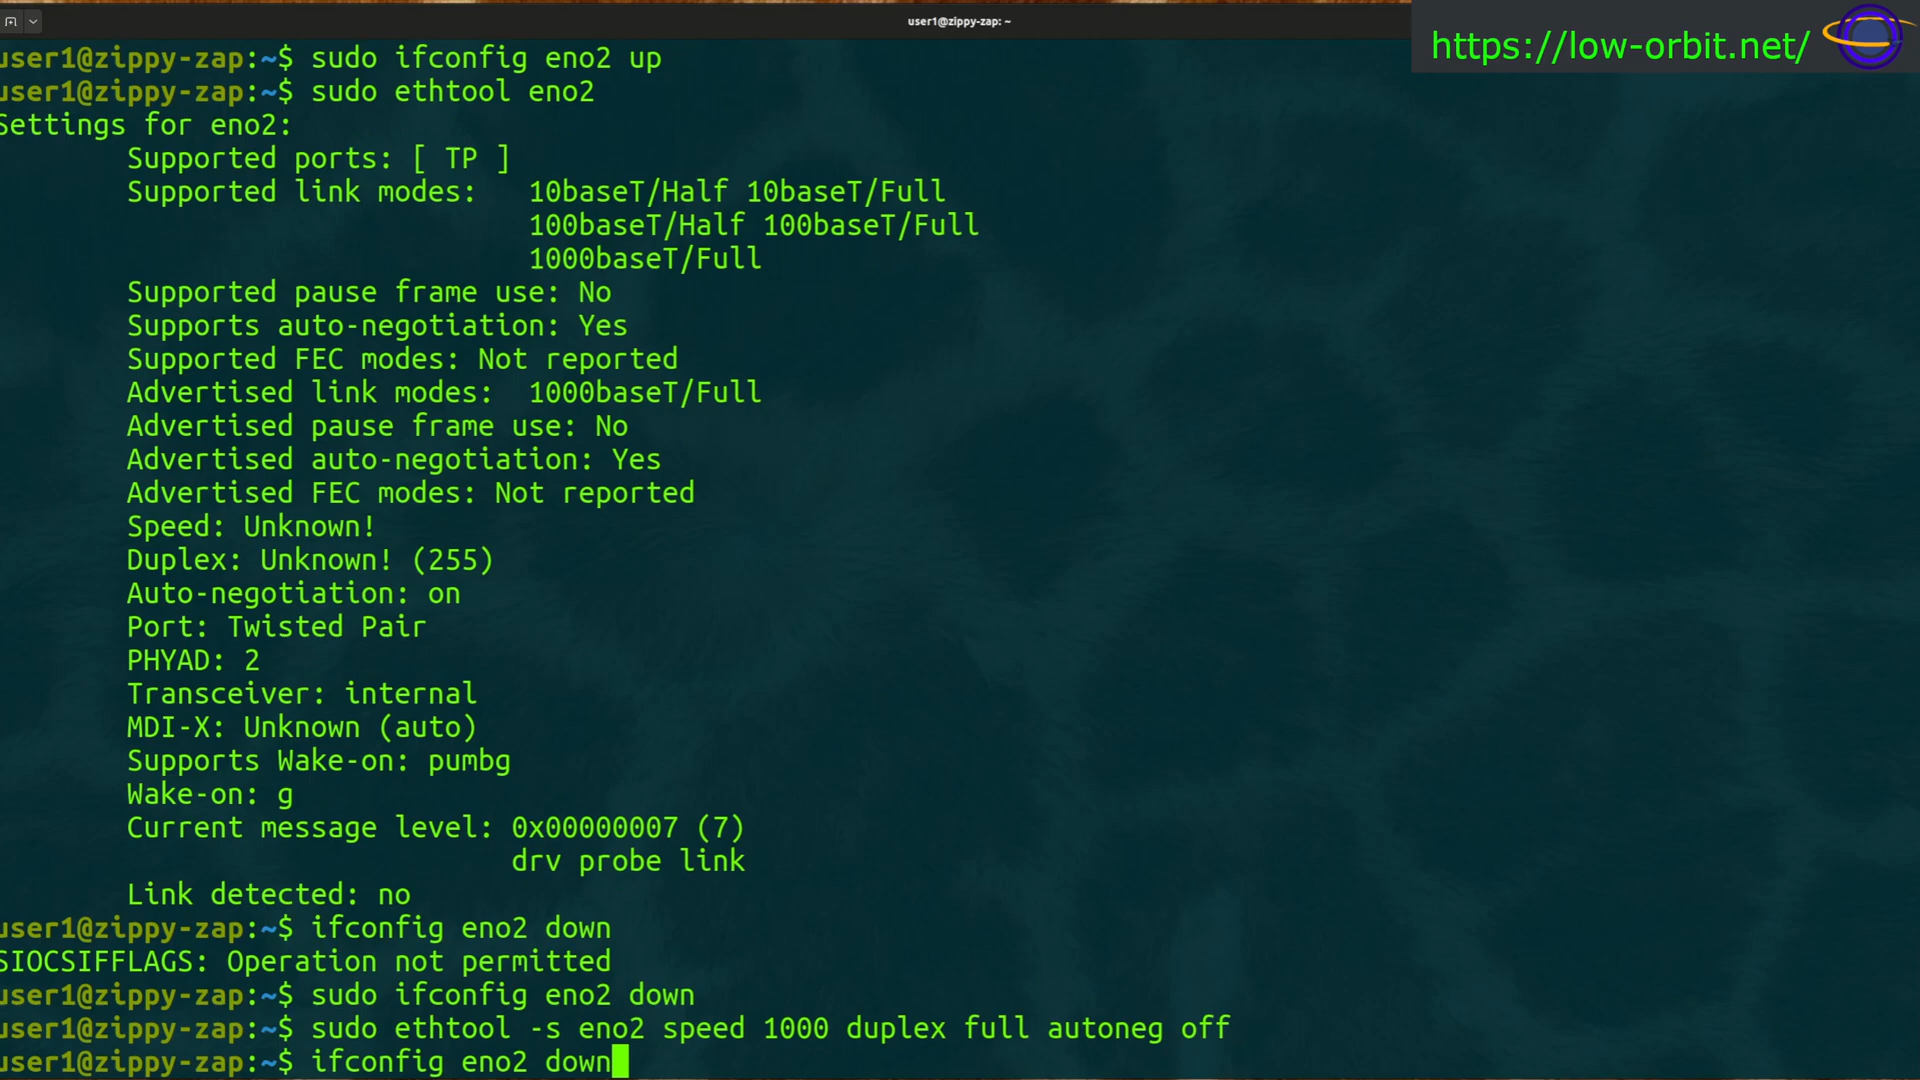 user1@zippy-zap: ~
https://low-orbit.net/
user1@zippy-zap:~$ sudo ifconfig eno2 up
user1@zippy-zap:~$ sudo ethtool eno2
Settings for eno2:
Supported ports: [ TP ]
Supported link modes:   10baseT/Half 10baseT/Full
100baseT/Half 100baseT/Full
1000baseT/Full
Supported pause frame use: No
Supports auto-negotiation: Yes
Supported FEC modes: Not reported
Advertised link modes:  1000baseT/Full
Advertised pause frame use: No
Advertised auto-negotiation: Yes
Advertised FEC modes: Not reported
Speed: Unknown!
Duplex: Unknown! (255)
Auto-negotiation: on
Port: Twisted Pair
PHYAD: 2
Transceiver: internal
MDI-X: Unknown (auto)
Supports Wake-on: pumbg
Wake-on: g
Current message level: 0x00000007 (7)
drv probe link
Link detected: no
user1@zippy-zap:~$ ifconfig eno2 down
SIOCSIFFLAGS: Operation not permitted
user1@zippy-zap:~$ sudo ifconfig eno2 down
user1@zippy-zap:~$ sudo ethtool -s eno2 speed 1000 duplex full autoneg off
user1@zippy-zap:~$ ifconfig eno2 down